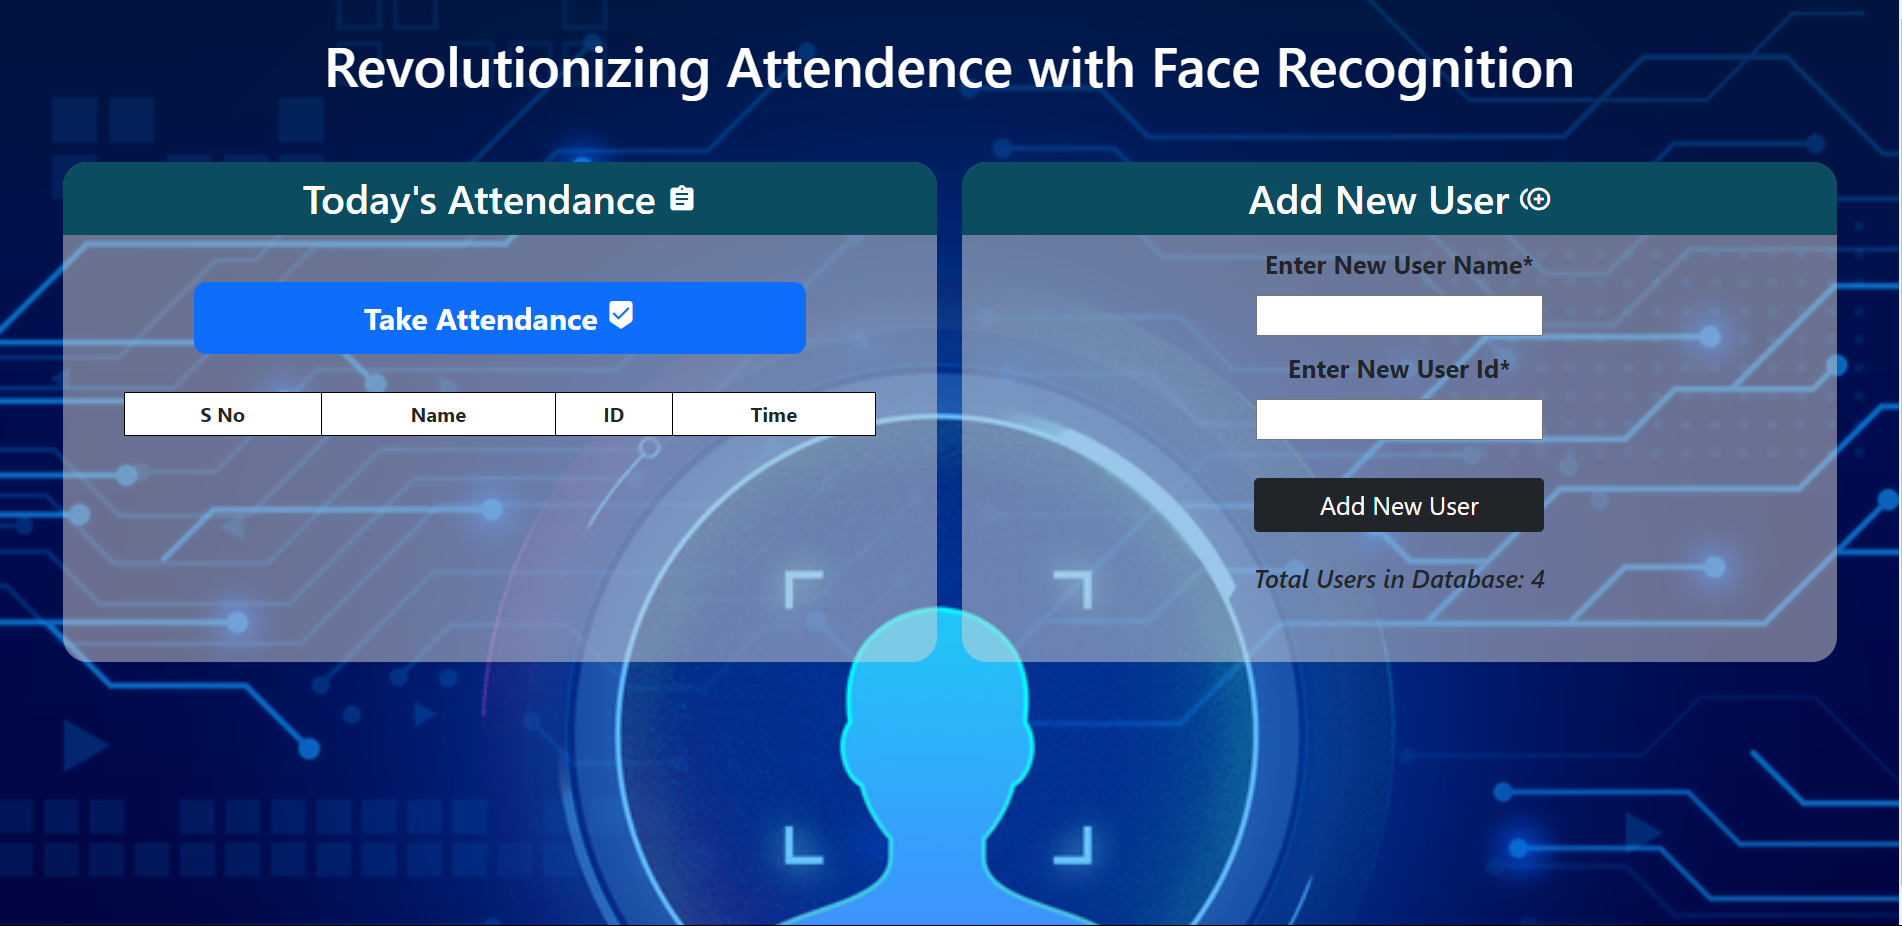 Revolutionizing Attendence with Face Recognition
Today's Attendance
Take Attendance
S No Name ID Time
Add New User
Enter New User Name*
Enter New User Id*
Add New User
Total Users in Database: 4